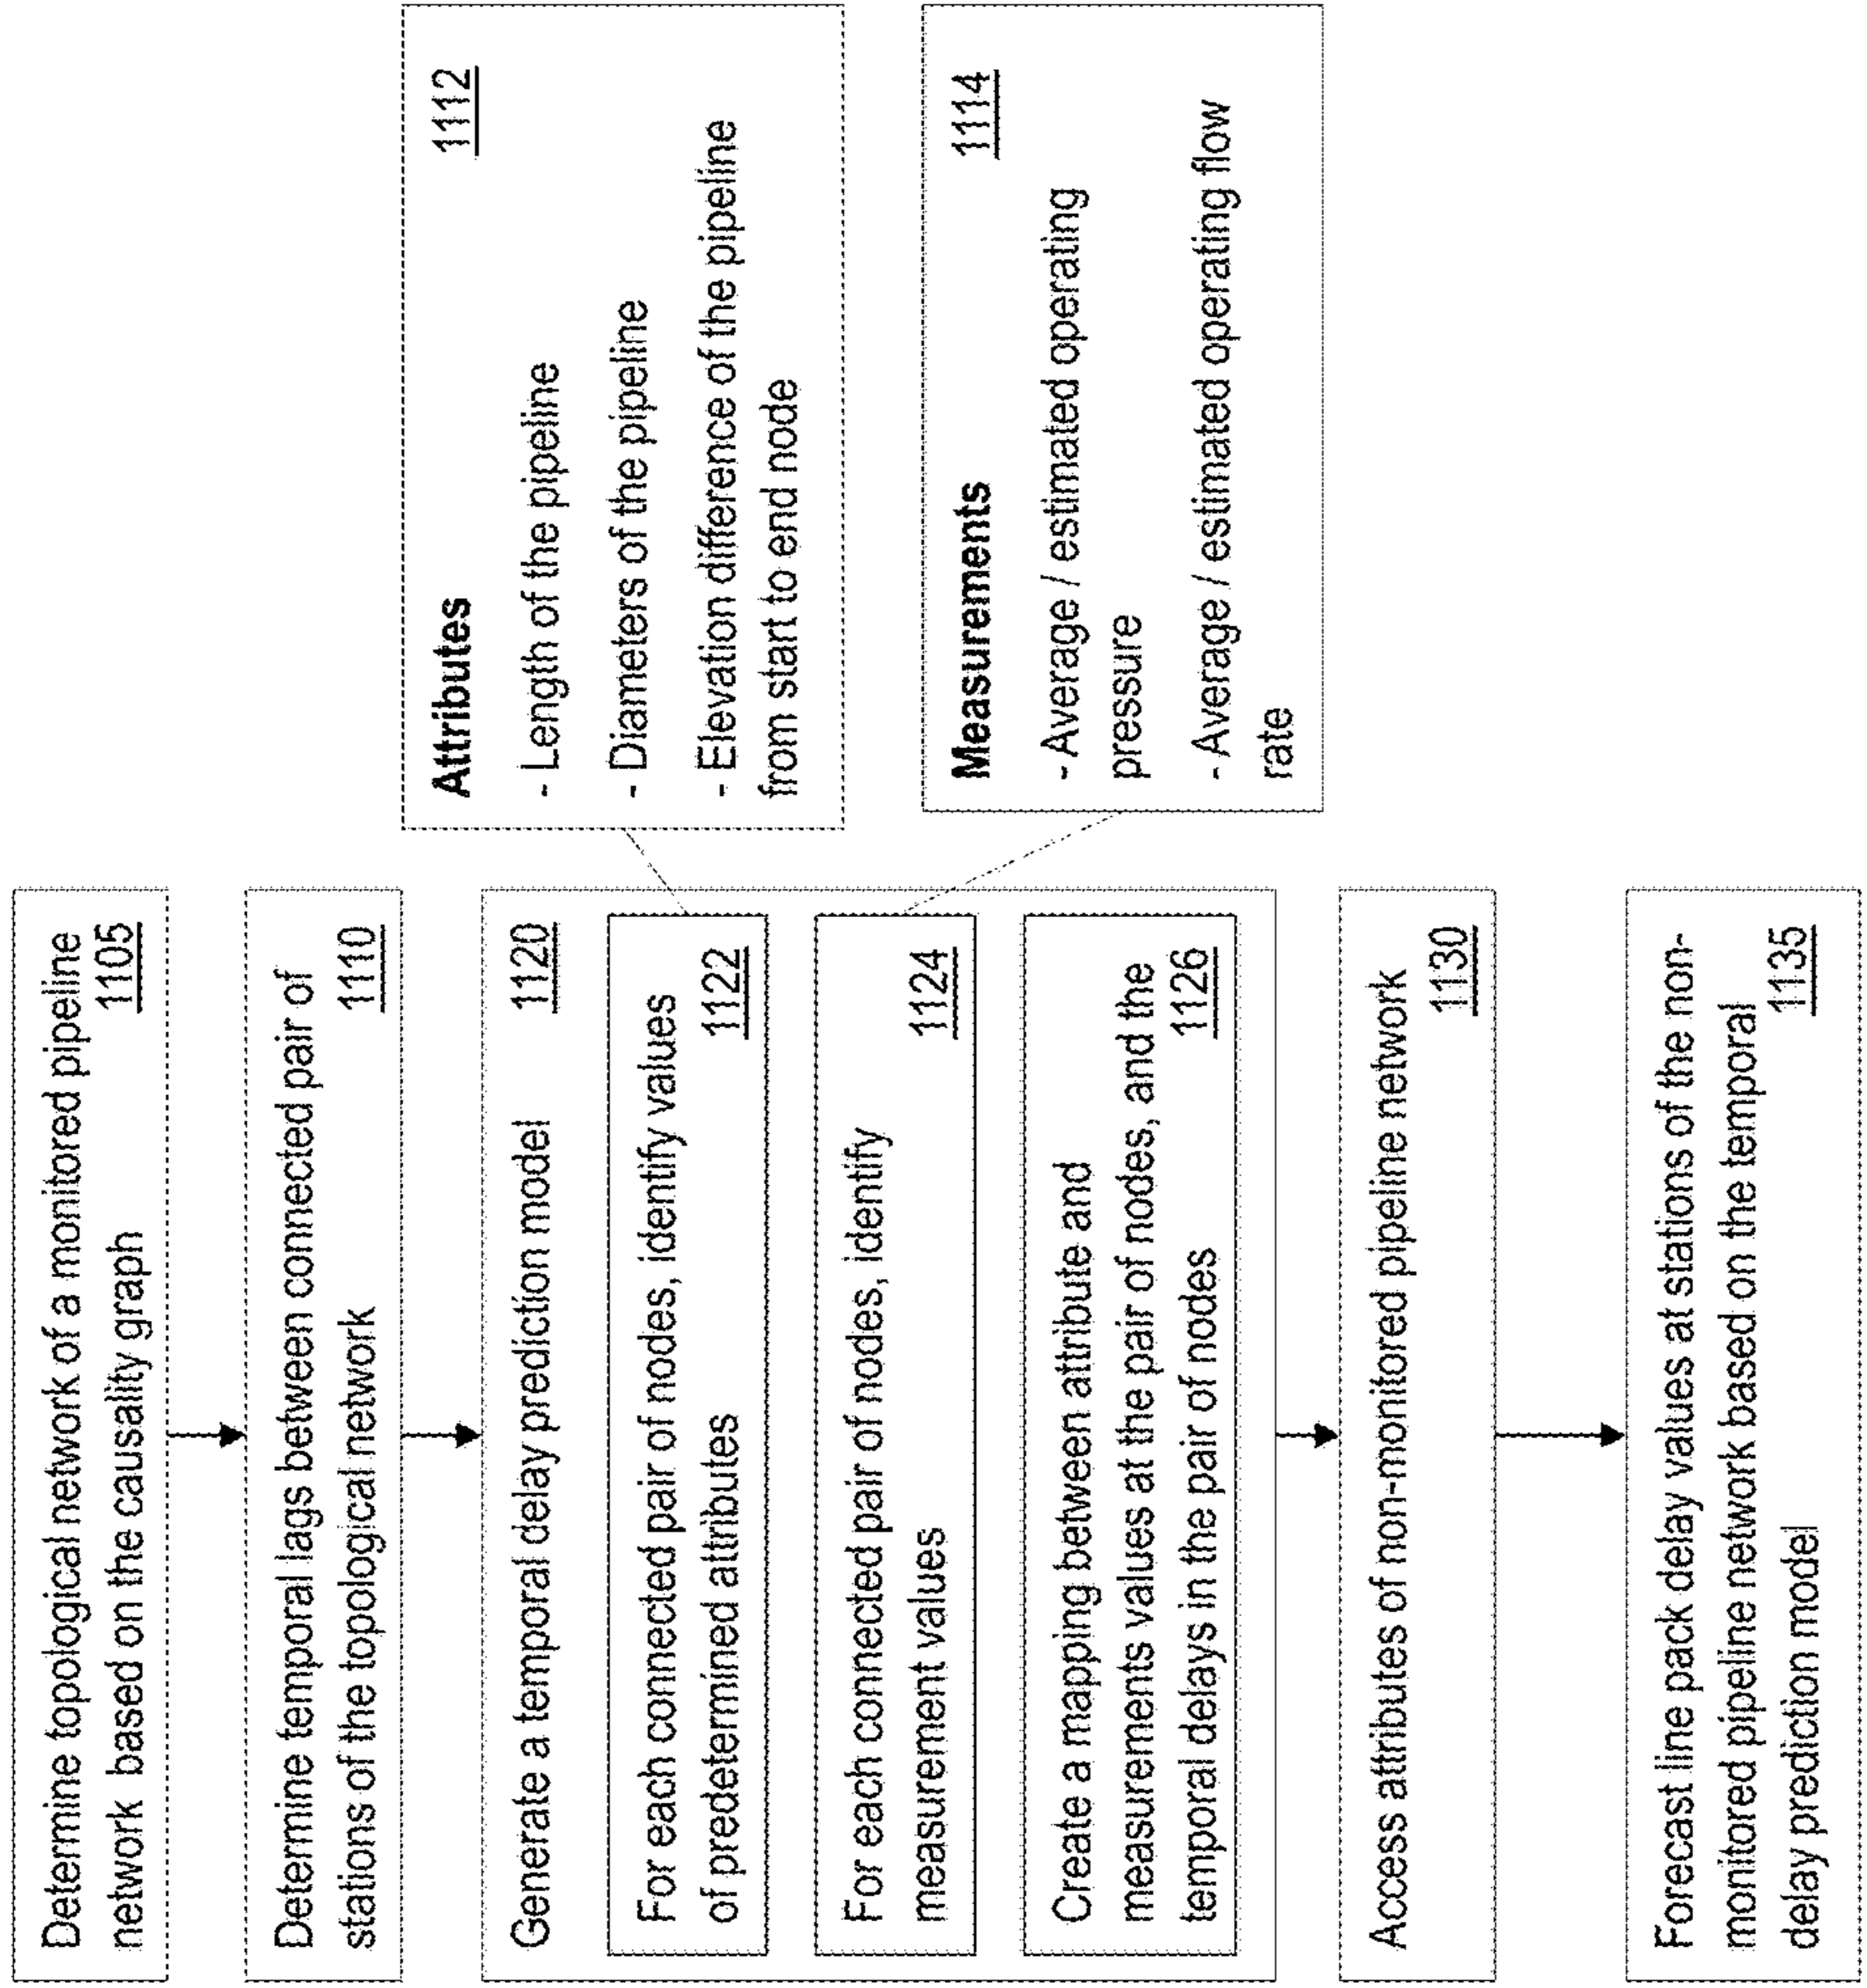 Determine topological network of a monitored pipeline
network based on the causality graph 1105
Determine temporal lags between connected pair of
stations of the topological network 1110
Generate a temporal delay prediction model 1120
For each connected pair of nodes, identify values
of predetermined attributes 1122
For each connected pair of nodes, identify
measurement values 1124
Create a mapping between attribute and
measurements values at the pair of nodes, and the
temporal delays in the pair of nodes 1126
Access attributes of non-monitored pipeline network
1130
Forecast line pack delay values at stations of the non-
monitored pipeline network based on the temporal
delay prediction model 1135
Attributes 1112
- Length of the pipeline
- Diameters of the pipeline
- Elevation difference of the pipeline
from start to end node
Measurements 1114
- Average / estimated operating
pressure
- Average / estimated operating flow
rate